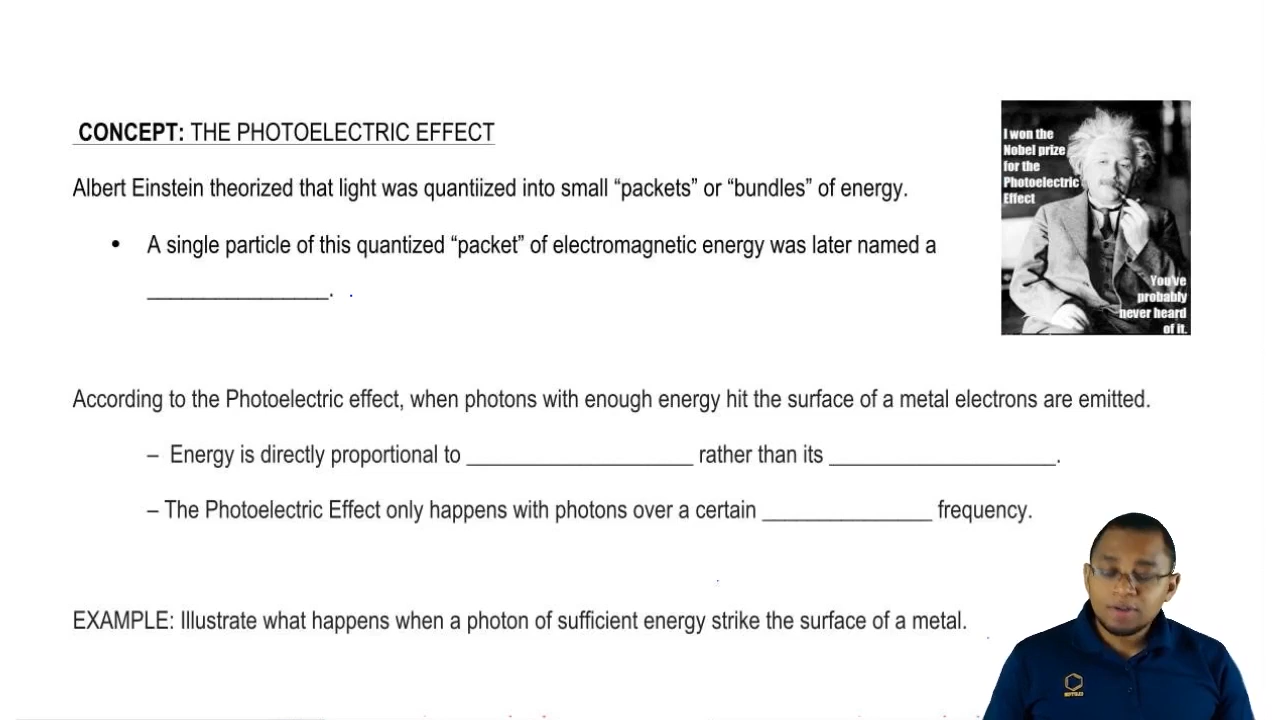 CONCEPT: THE PHOTOELECTRIC EFFECT
Albert Einstein theorized that light was quantiized into small “packets” or “bundles” of energy.
• A single particle of this quantized “packet” of electromagnetic energy was later named a
________________.
I won the
Nobel prize
for the
Photoelectric
Effect
You've
probably
never heard
of it.
According to the Photoelectric effect, when photons with enough energy hit the surface of a metal electrons are emitted.
– Energy is directly proportional to ____________________ rather than its ____________________.
– The Photoelectric Effect only happens with photons over a certain _______________ frequency.
EXAMPLE: Illustrate what happens when a photon of sufficient energy strike the surface of a metal.